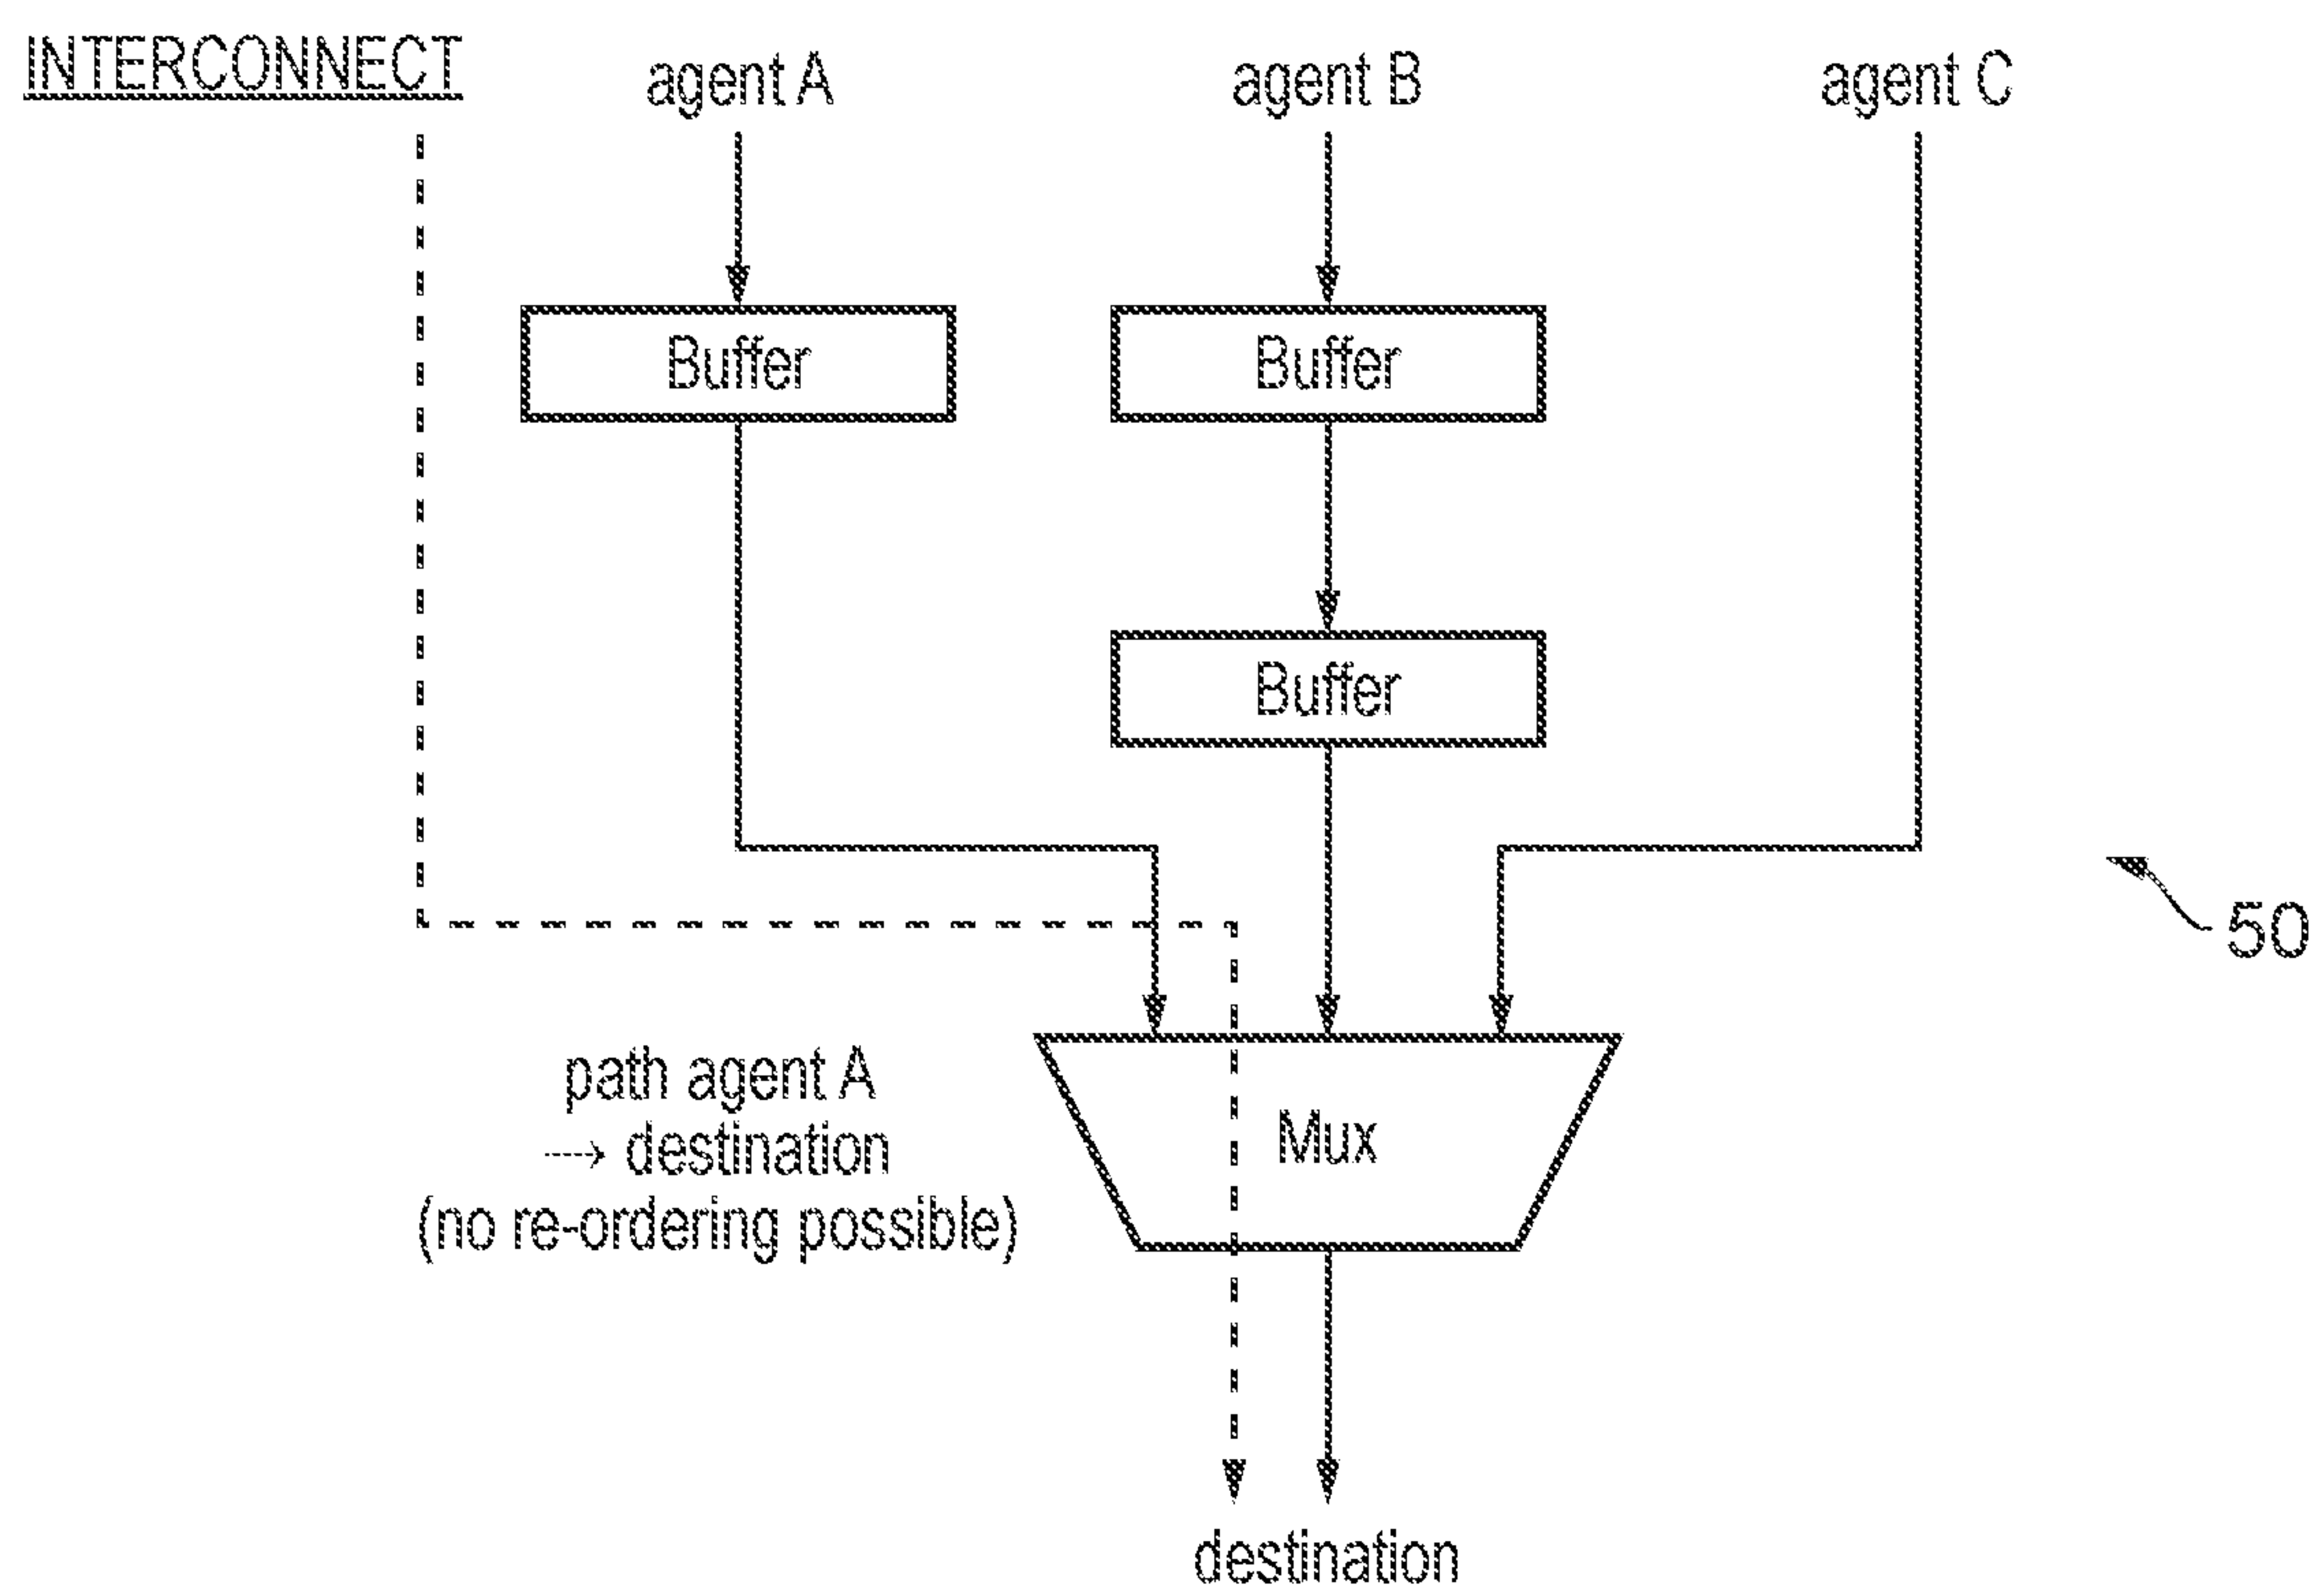 INTERCONNECT
agent A
agent B
agent C
Buffer
Buffer
Buffer
50
path agent A
destination
(no re-ordering possible)
Mux
destination